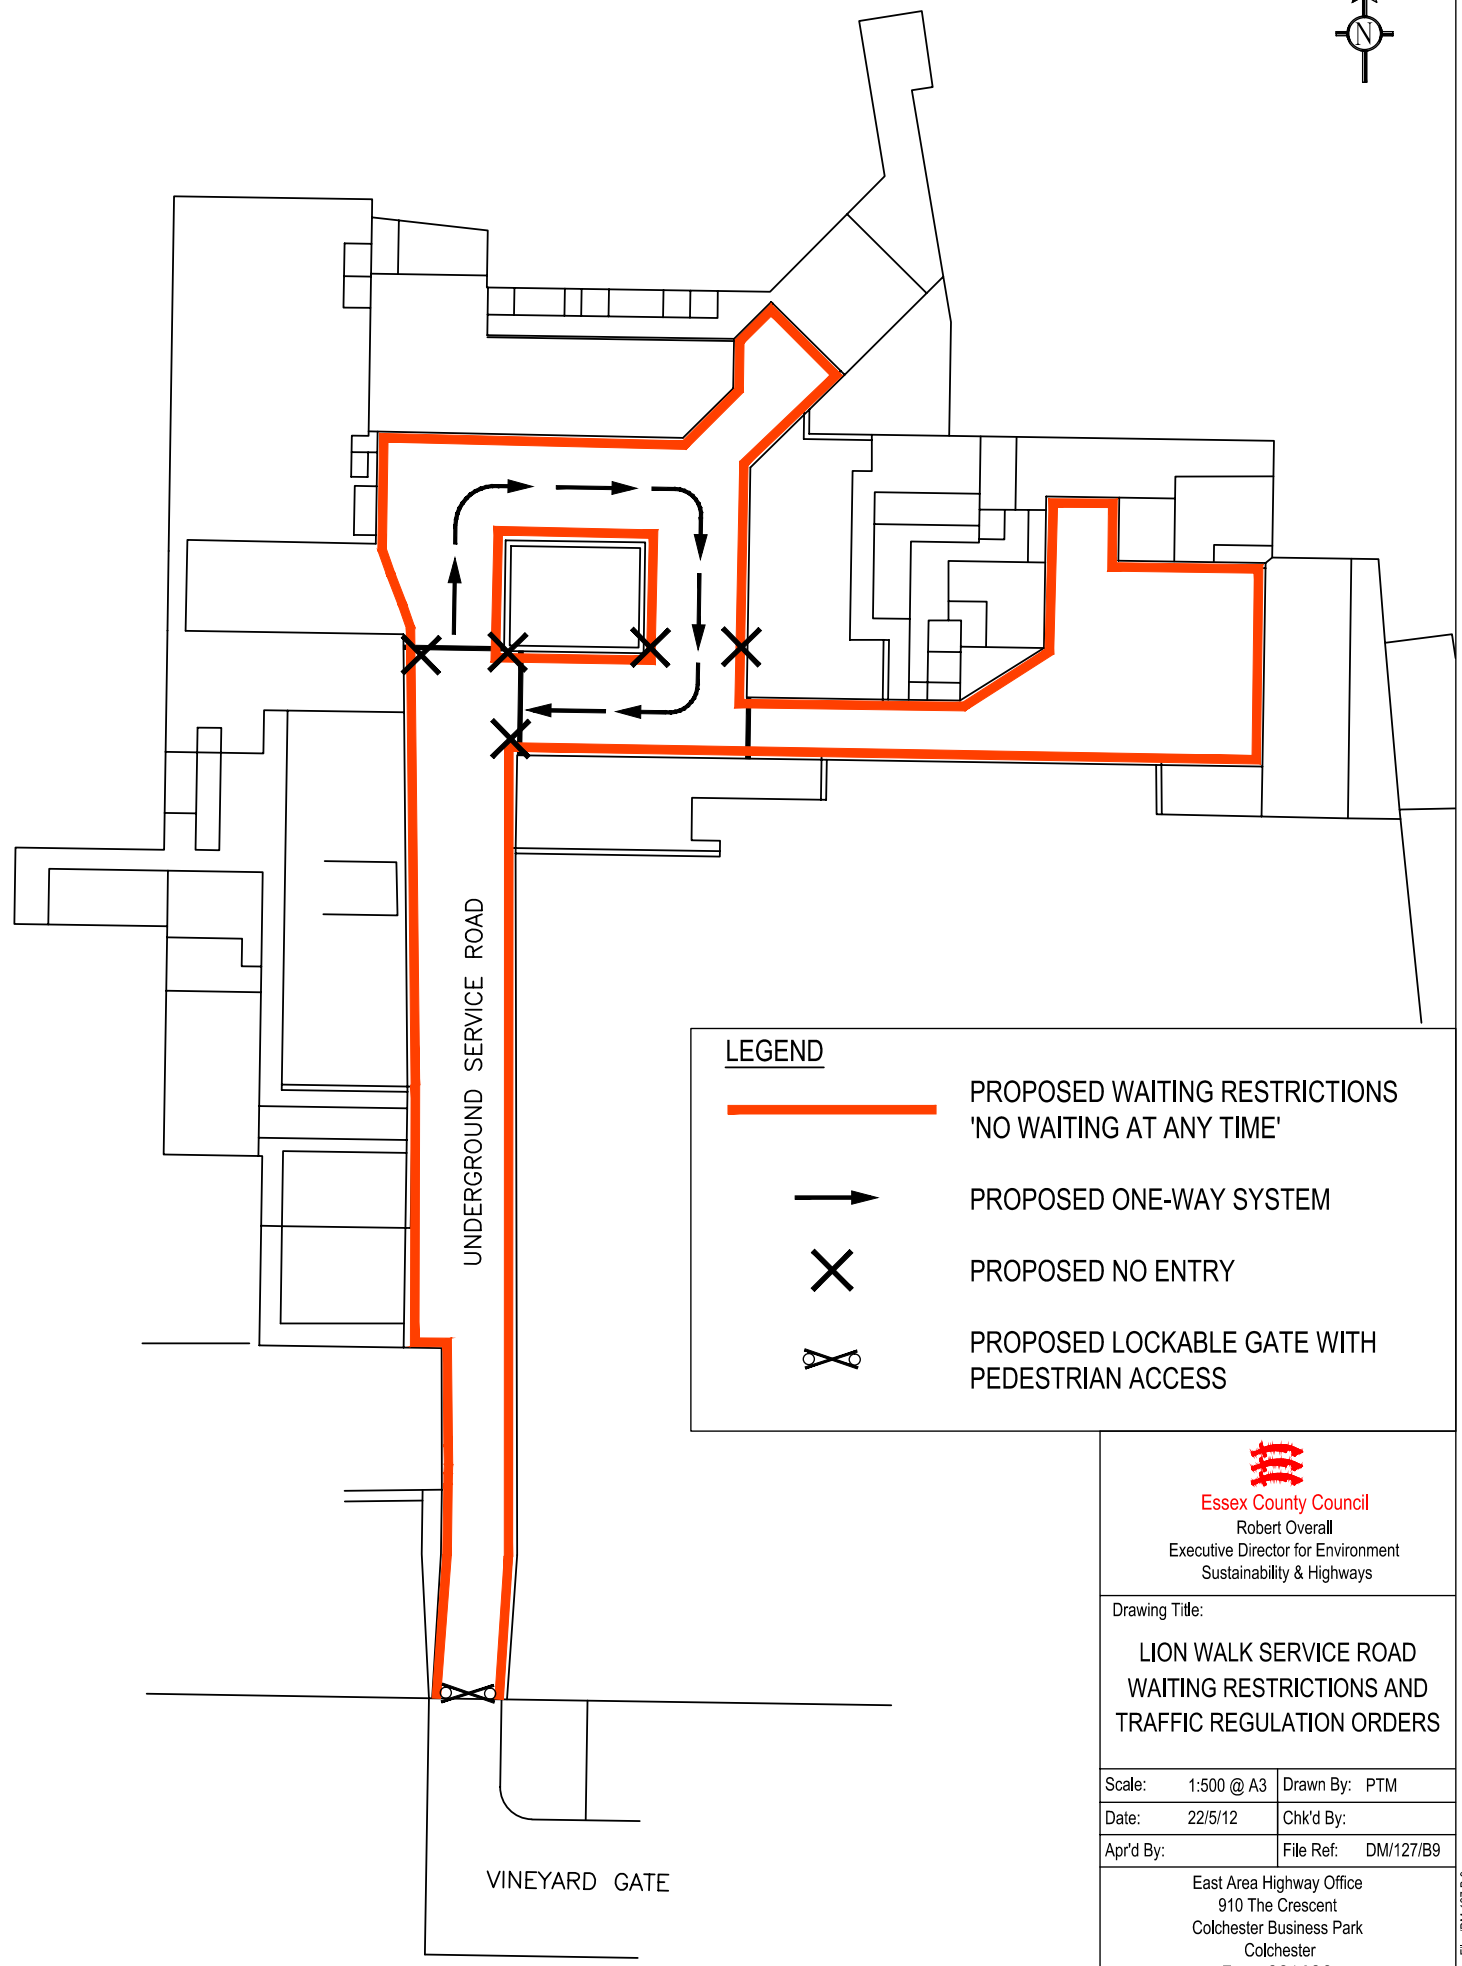 N
UNDERGROUND SERVICE ROAD
LEGEND
PROPOSED WAITING RESTRICTIONS
'NO WAITING AT ANY TIME'
PROPOSED ONE-WAY SYSTEM
PROPOSED NO ENTRY
PROPOSED LOCKABLE GATE WITH
PEDESTRIAN ACCESS
Essex County Council
Robert Overall
Executive Director for Environment
Sustainability & Highways
Drawing Title:
LION WALK SERVICE ROAD
WAITING RESTRICTIONS AND
TRAFFIC REGULATION ORDERS
Scale: 1:500 @ A3 Drawn By: PTM
Date: 22/5/12 Chk'd By:
Apr'd By: File Ref: DM/127/B9
East Area Highway Office
910 The Crescent
Colchester Business Park
Colchester
VINEYARD GATE